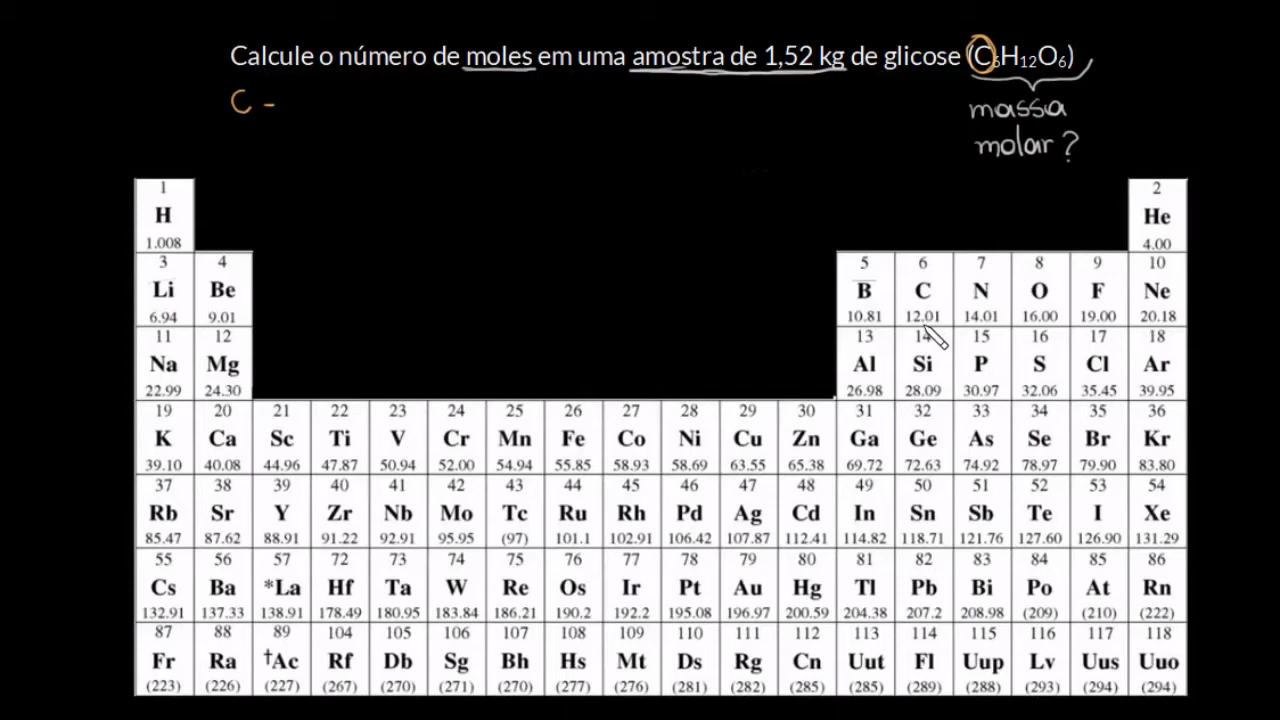 Calcule o número de moles em uma amostra de 1,52 kg de glicose (C₆H₁₂O₆)
C - massa
molar ?
1 2
H He
1.008 4.00
3 4 5 6 7 8 9 10
Li Be B C N O F Ne
6.94 9.01 10.81 12.01 14.01 16.00 19.00 20.18
11 12 13 14 15 16 17 18
Na Mg Al Si P S Cl Ar
22.99 24.30 26.98 28.09 30.97 32.06 35.45 39.95
19 20 21 22 23 24 25 26 27 28 29 30 31 32 33 34 35 36
K Ca Sc Ti V Cr Mn Fe Co Ni Cu Zn Ga Ge As Se Br Kr
39.10 40.08 44.96 47.87 50.94 52.00 54.94 55.85 58.93 58.69 63.55 65.38 69.72 72.63 74.92 78.97 79.90 83.80
37 38 39 40 41 42 43 44 45 46 47 48 49 50 51 52 53 54
Rb Sr Y Zr Nb Mo Tc Ru Rh Pd Ag Cd In Sn Sb Te I Xe
85.47 87.62 88.91 91.22 92.91 95.95 (97) 101.1 102.91 106.42 107.87 112.41 114.82 118.71 121.76 127.60 126.90 131.29
55 56 57 72 73 74 75 76 77 78 79 80 81 82 83 84 85 86
Cs Ba *La Hf Ta W Re Os Ir Pt Au Hg Tl Pb Bi Po At Rn
132.91 137.33 138.91 178.49 180.95 183.84 186.21 190.2 192.2 195.08 196.97 200.59 204.38 207.2 208.98 (209) (210) (222)
87 88 89 104 105 106 107 108 109 110 111 112 113 114 115 116 117 118
Fr Ra †Ac Rf Db Sg Bh Hs Mt Ds Rg Cn Uut Fl Uup Lv Uus Uuo
(223) (226) (227) (267) (270) (271) (270) (277) (276) (281) (282) (285) (285) (289) (288) (293) (294) (294)